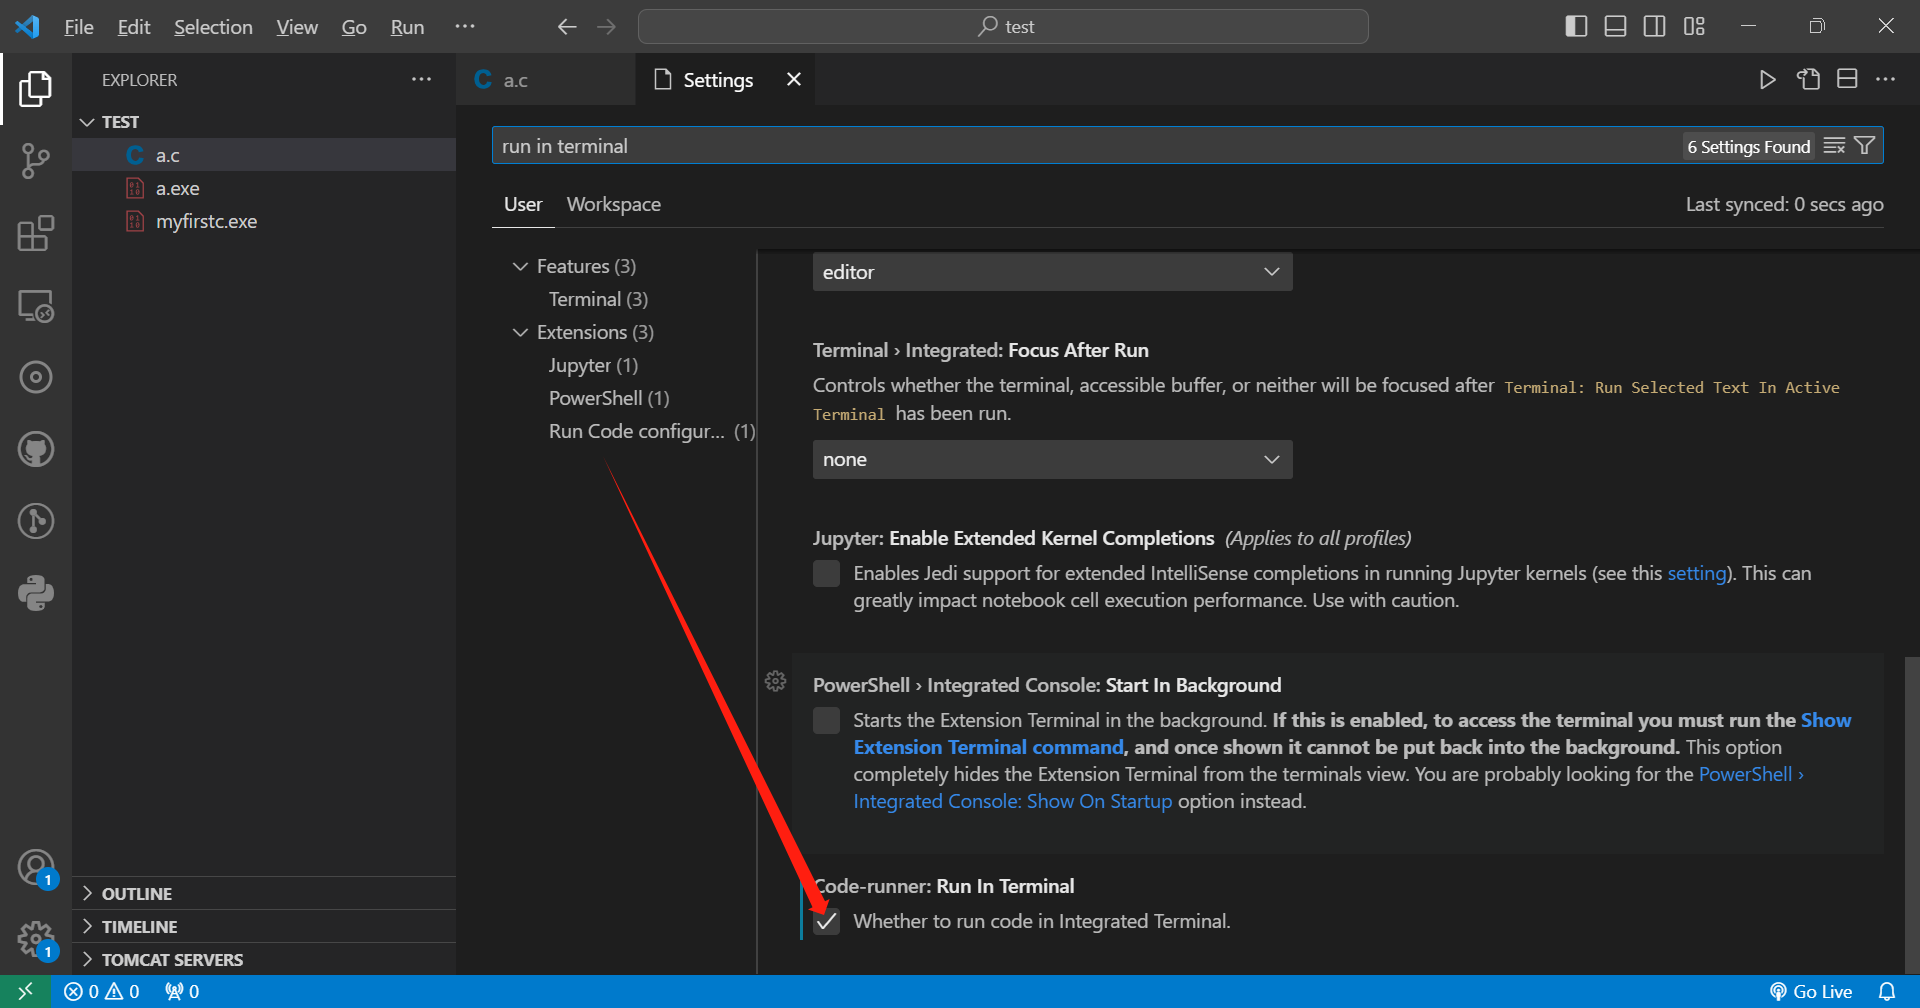 File Edit Selection View Go Run ···
test
EXPLORER
TEST
C a.c
a.exe
myfirstc.exe
OUTLINE
TIMELINE
TOMCAT SERVERS
C a.c
Settings
run in terminal
6 Settings Found
User Workspace
Last synced: 0 secs ago
Features (3)
Terminal (3)
Extensions (3)
Jupyter (1)
PowerShell (1)
Run Code configur... (1)
editor
Terminal › Integrated: Focus After Run
Controls whether the terminal, accessible buffer, or neither will be focused after Terminal: Run Selected Text In Active
Terminal has been run.
none
Jupyter: Enable Extended Kernel Completions (Applies to all profiles)
Enables Jedi support for extended IntelliSense completions in running Jupyter kernels (see this setting). This can
greatly impact notebook cell execution performance. Use with caution.
PowerShell › Integrated Console: Start In Background
Starts the Extension Terminal in the background. If this is enabled, to access the terminal you must run the Show
Extension Terminal command, and once shown it cannot be put back into the background. This option
completely hides the Extension Terminal from the terminals view. You are probably looking for the PowerShell ›
Integrated Console: Show On Startup option instead.
Code-runner: Run In Terminal
Whether to run code in Integrated Terminal.
1
1
0 0 0
Go Live